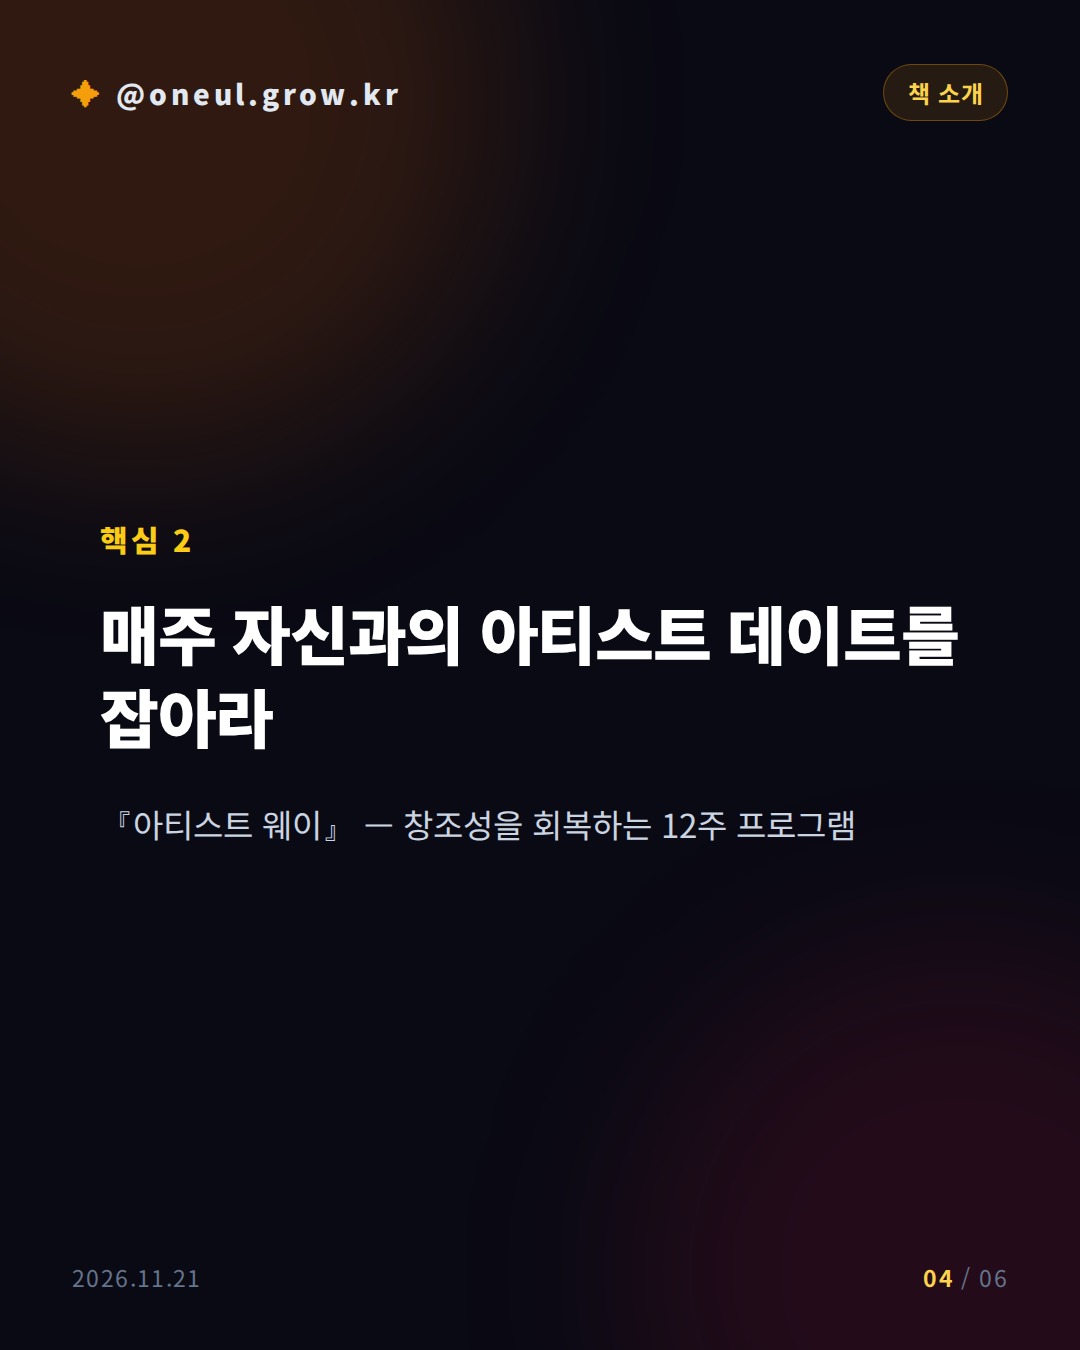 @oneul.grow.kr
책 소개
핵심 2
매주 자신과의 아티스트 데이트를
잡아라
『아티스트 웨이』 — 창조성을 회복하는 12주 프로그램
2026.11.21
04 / 06